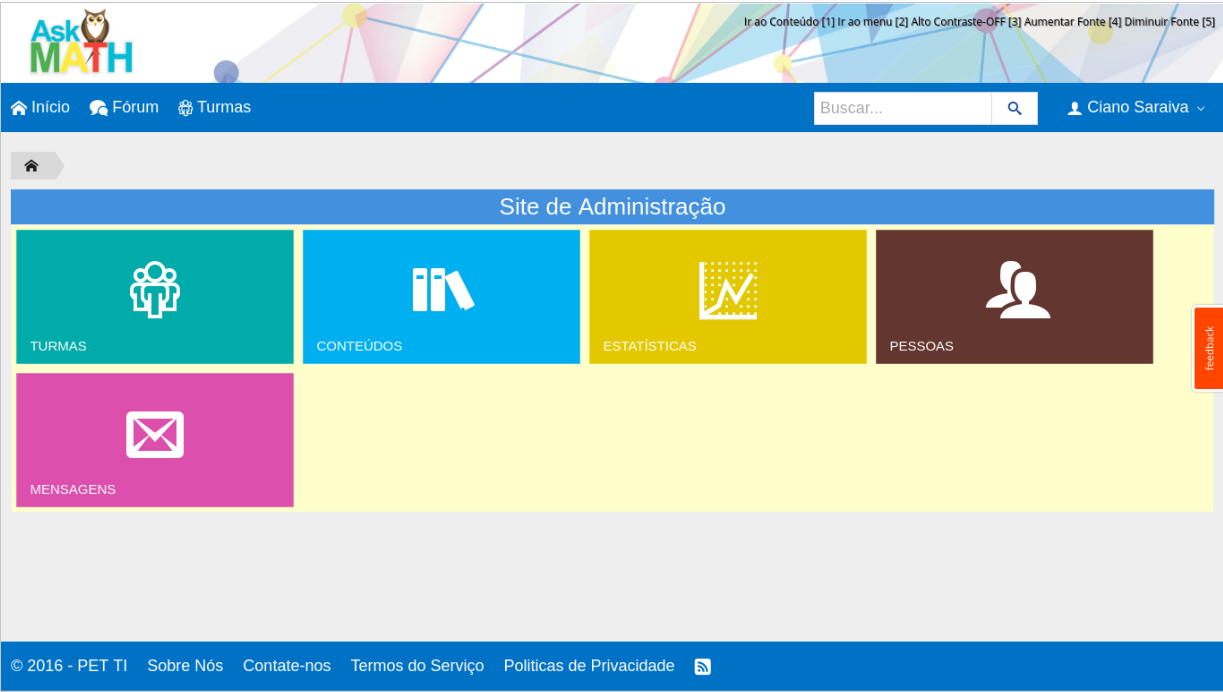 Ask
MATH
Ir ao Conteúdo [1] Ir ao menu [2] Alto Contraste-OFF [3] Aumentar Fonte [4] Diminuir Fonte [5]
Início Fórum Turmas Buscar... Ciano Saraiva
Site de Administração
TURMAS CONTEÚDOS ESTATÍSTICAS PESSOAS
feedback
MENSAGENS
© 2016 - PET TI Sobre Nós Contate-nos Termos do Serviço Politicas de Privacidade